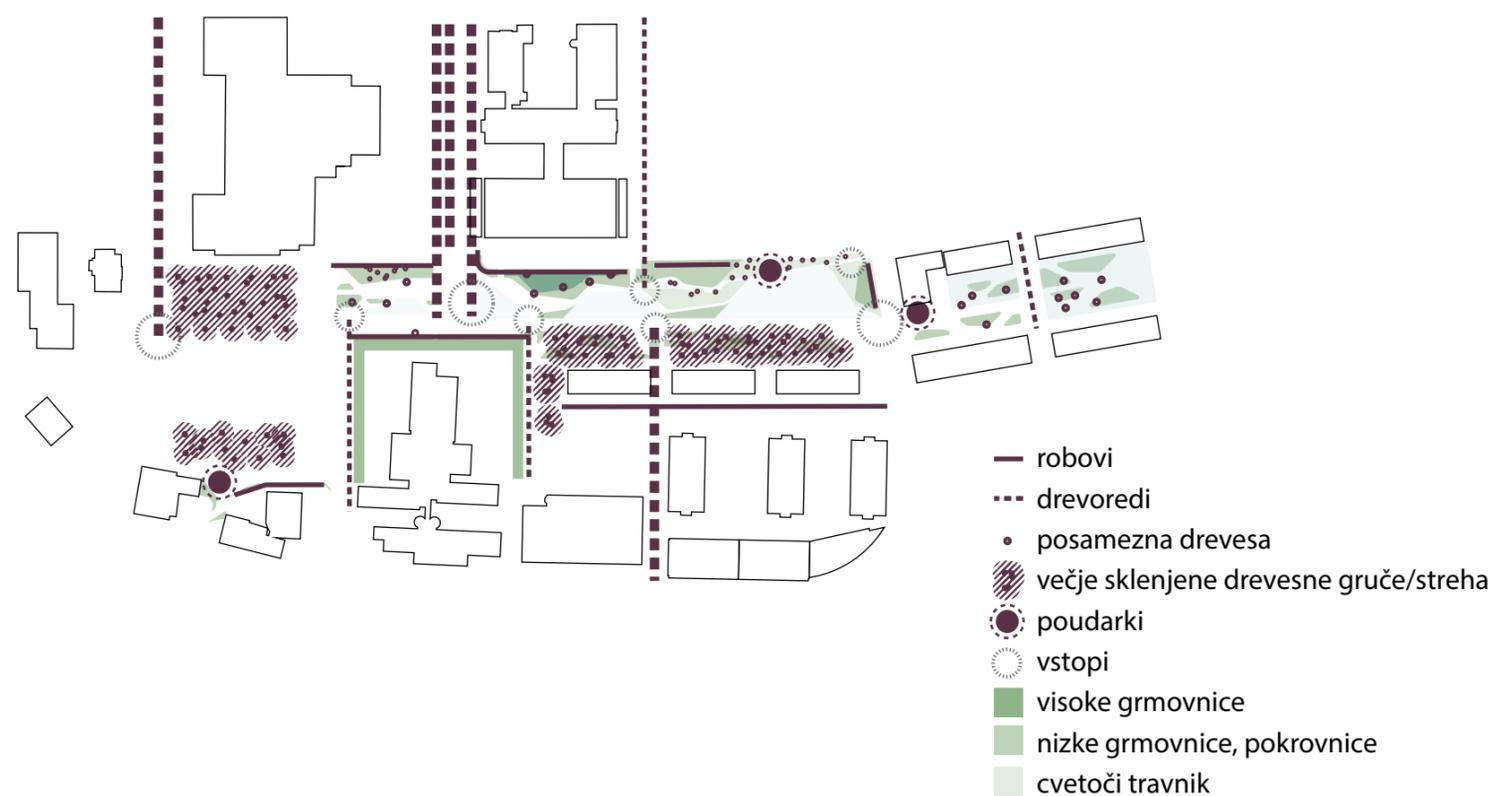 robovi
drevoredi
posamezna drevesa
večje sklenjene drevesne gruče/streha
poudarki
vstopi
visoke grmovnice
nizke grmovnice, pokrovnice
cvetoči travnik